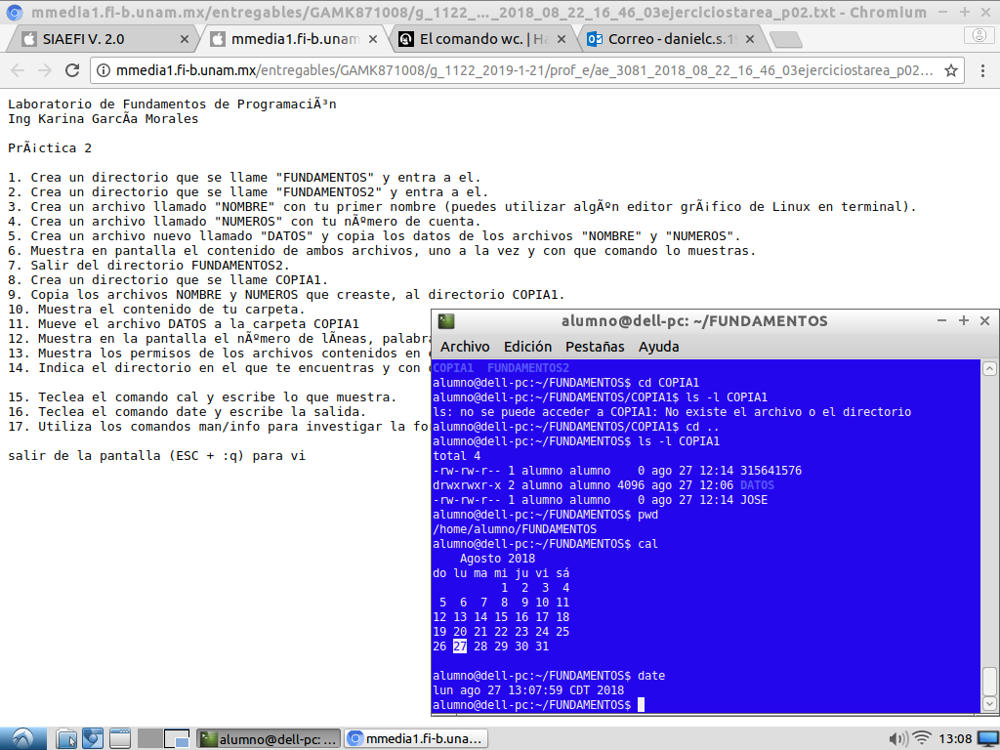 mmedia1.fi-b.unam.mx/entregables/GAMK871008/g_1122_..._2018_08_22_16_46_03ejerciciostarea_p02.txt - Chromium
SIAEFI V. 2.0
mmedia1.fi-b.unam
El comando wc. | Ha
Correo - danielc.s.19
mmedia1.fi-b.unam.mx/entregables/GAMK871008/g_1122_2019-1-21/prof_e/ae_3081_2018_08_22_16_46_03ejerciciostarea_p02...
Laboratorio de Fundamentos de ProgramaciÃ³n
Ing Karina GarcÃ­a Morales
PrÃ¡ctica 2
1. Crea un directorio que se llame "FUNDAMENTOS" y entra a el.
2. Crea un directorio que se llame "FUNDAMENTOS2" y entra a el.
3. Crea un archivo llamado "NOMBRE" con tu primer nombre (puedes utilizar algÃºn editor grÃ¡fico de Linux en terminal).
4. Crea un archivo llamado "NUMEROS" con tu nÃºmero de cuenta.
5. Crea un archivo nuevo llamado "DATOS" y copia los datos de los archivos "NOMBRE" y "NUMEROS".
6. Muestra en pantalla el contenido de ambos archivos, uno a la vez y con que comando lo muestras.
7. Salir del directorio FUNDAMENTOS2.
8. Crea un directorio que se llame COPIA1.
9. Copia los archivos NOMBRE y NUMEROS que creaste, al directorio COPIA1.
10. Muestra el contenido de tu carpeta.
11. Mueve el archivo DATOS a la carpeta COPIA1
12. Muestra en la pantalla el nÃºmero de lÃ­neas, palabra
13. Muestra los permisos de los archivos contenidos en e
14. Indica el directorio en el que te encuentras y con
15. Teclea el comando cal y escribe lo que muestra.
16. Teclea el comando date y escribe la salida.
17. Utiliza los comandos man/info para investigar la fo
salir de la pantalla (ESC + :q) para vi
alumno@dell-pc: ~/FUNDAMENTOS
Archivo Edición Pestañas Ayuda
COPIA1 FUNDAMENTOS2
alumno@dell-pc:~/FUNDAMENTOS$ cd COPIA1
alumno@dell-pc:~/FUNDAMENTOS/COPIA1$ ls -l COPIA1
ls: no se puede acceder a COPIA1: No existe el archivo o el directorio
alumno@dell-pc:~/FUNDAMENTOS/COPIA1$ cd ..
alumno@dell-pc:~/FUNDAMENTOS$ ls -l COPIA1
total 4
-rw-rw-r-- 1 alumno alumno    0 ago 27 12:14 315641576
drwxrwxr-x 2 alumno alumno 4096 ago 27 12:06 DATOS
-rw-rw-r-- 1 alumno alumno    0 ago 27 12:14 JOSE
alumno@dell-pc:~/FUNDAMENTOS$ pwd
/home/alumno/FUNDAMENTOS
alumno@dell-pc:~/FUNDAMENTOS$ cal
Agosto 2018
do lu ma mi ju vi sá
1 2 3 4
5 6 7 8 9 10 11
12 13 14 15 16 17 18
19 20 21 22 23 24 25
26 27 28 29 30 31
alumno@dell-pc:~/FUNDAMENTOS$ date
lun ago 27 13:07:59 CDT 2018
alumno@dell-pc:~/FUNDAMENTOS$
alumno@dell-pc: ...
mmedia1.fi-b.una...
13:08